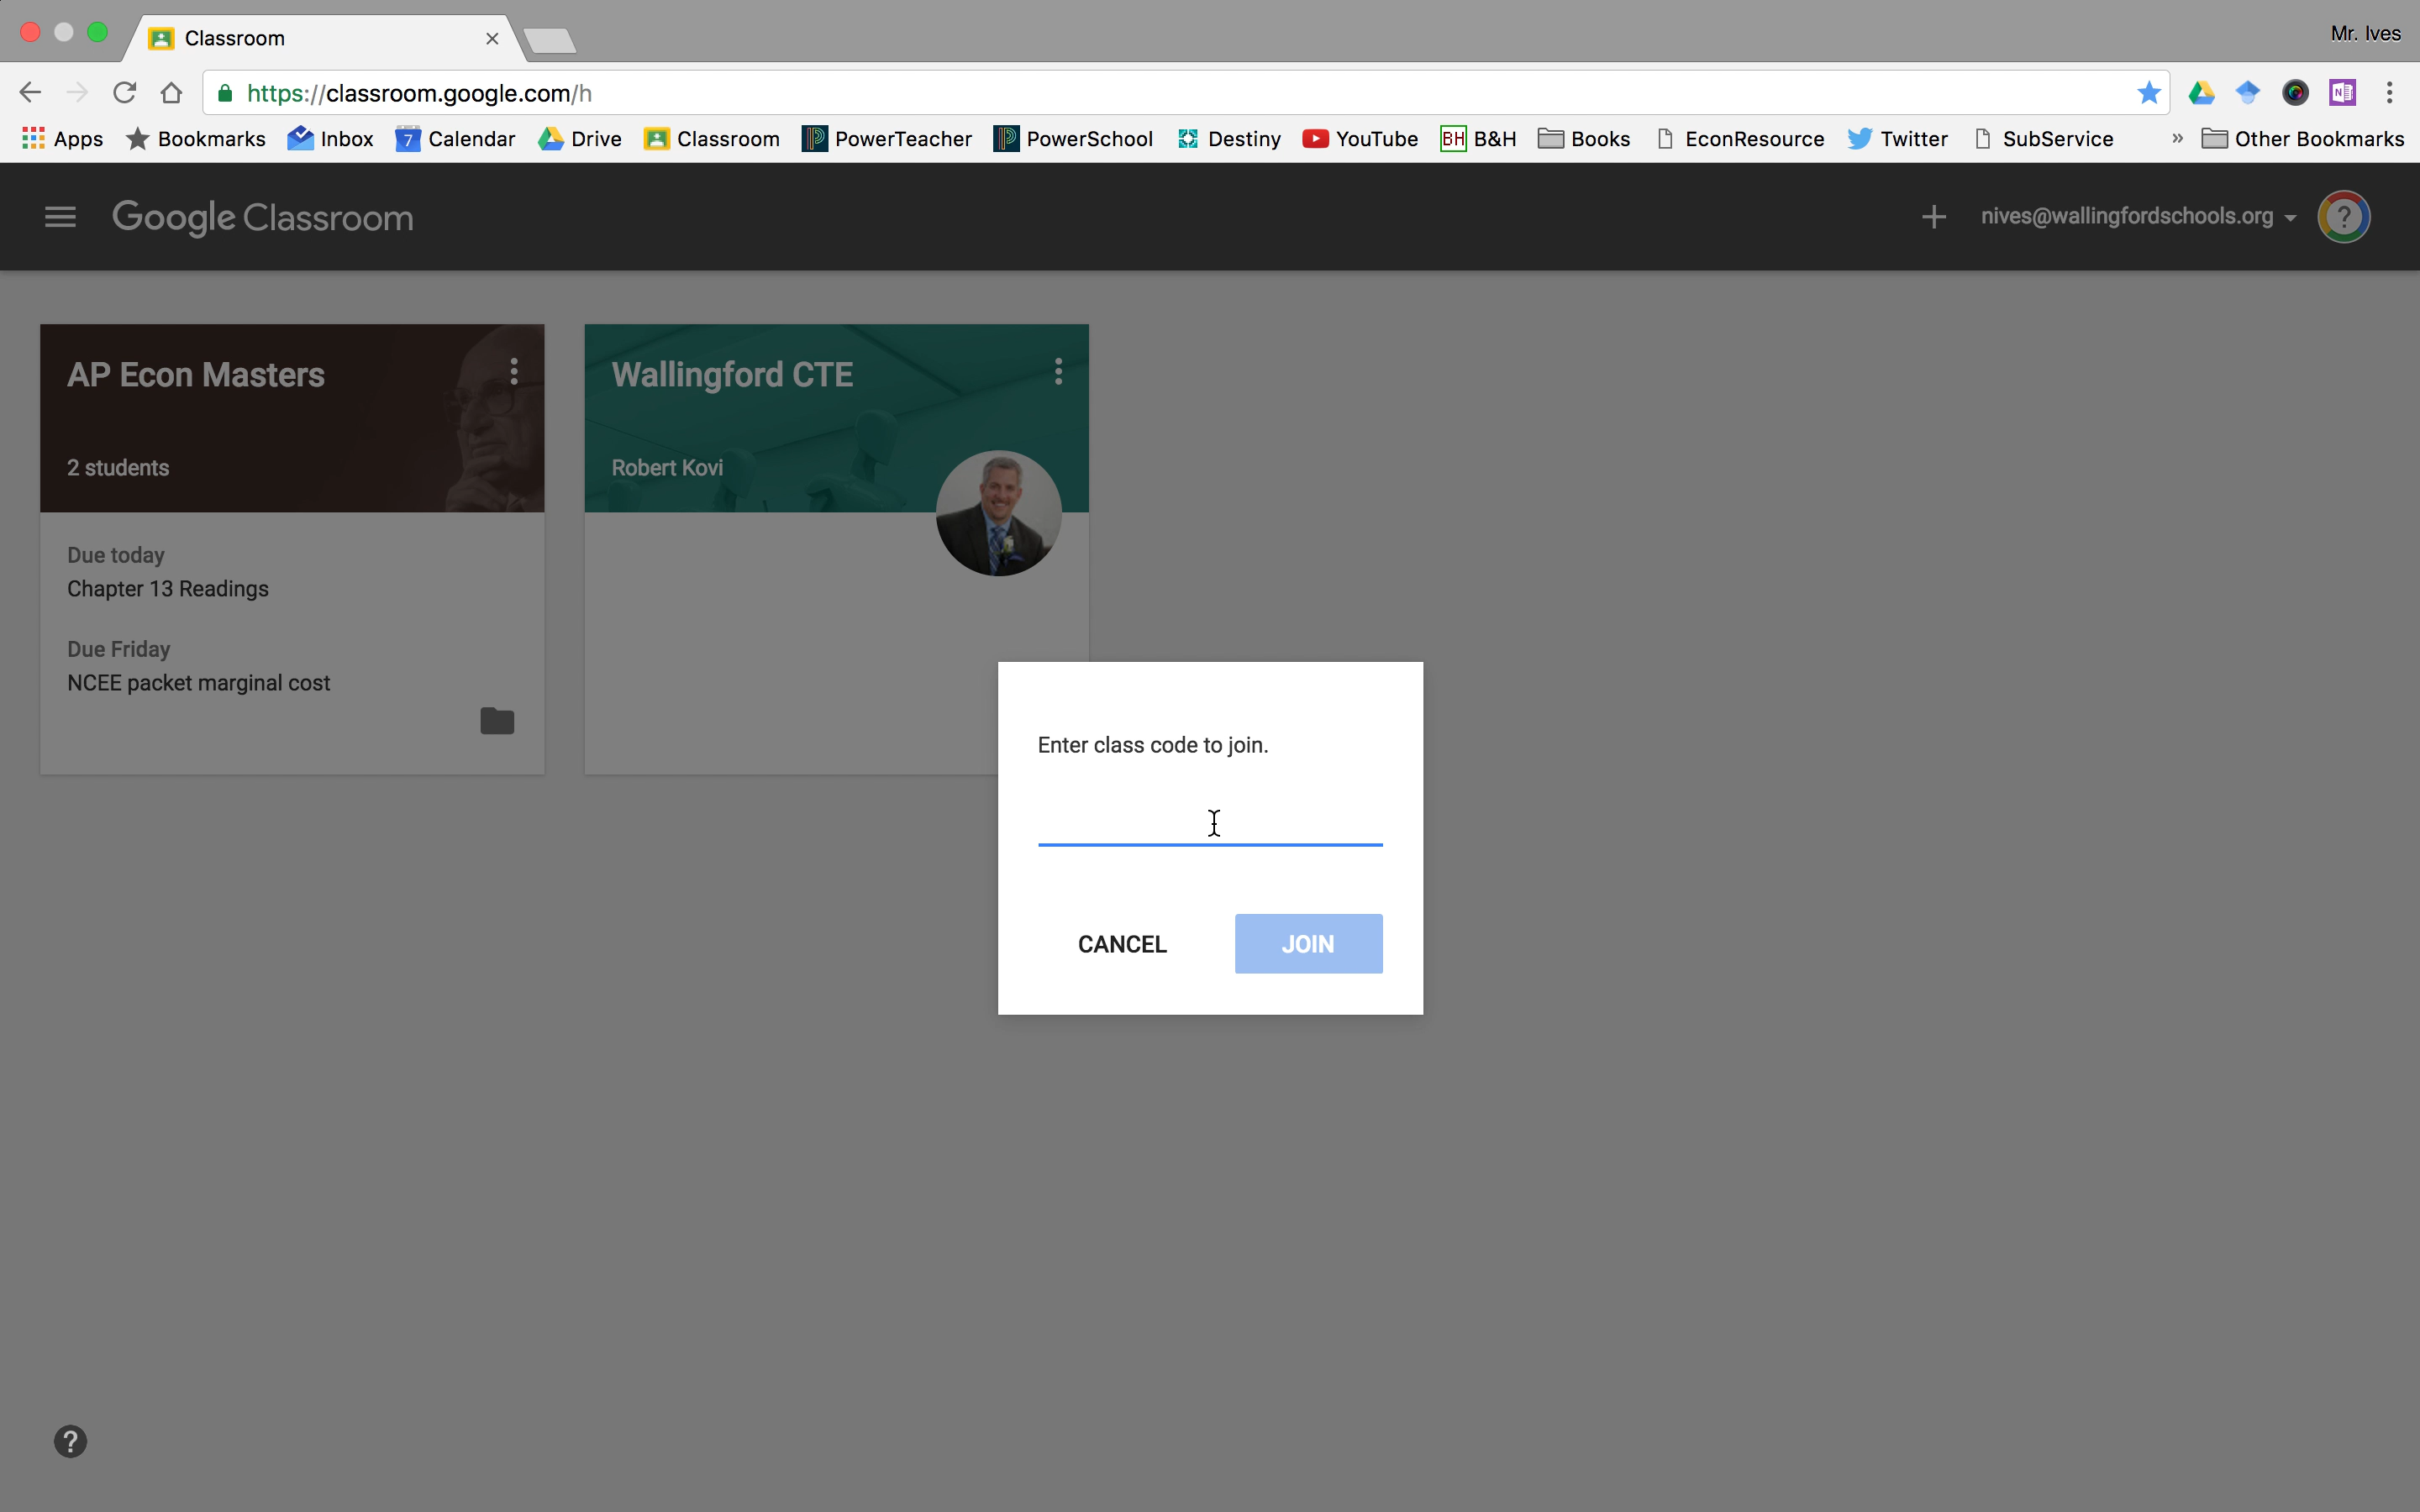 Classroom
Mr. Ives
https://classroom.google.com/h
Apps Bookmarks Inbox 7 Calendar Drive Classroom PowerTeacher PowerSchool Destiny YouTube BH B&H Books EconResource Twitter SubService » Other Bookmarks
Google Classroom
nives@wallingfordschools.org
AP Econ Masters
2 students
Due today
Chapter 13 Readings
Due Friday
NCEE packet marginal cost
Wallingford CTE
Robert Kovi
Enter class code to join.
CANCEL JOIN